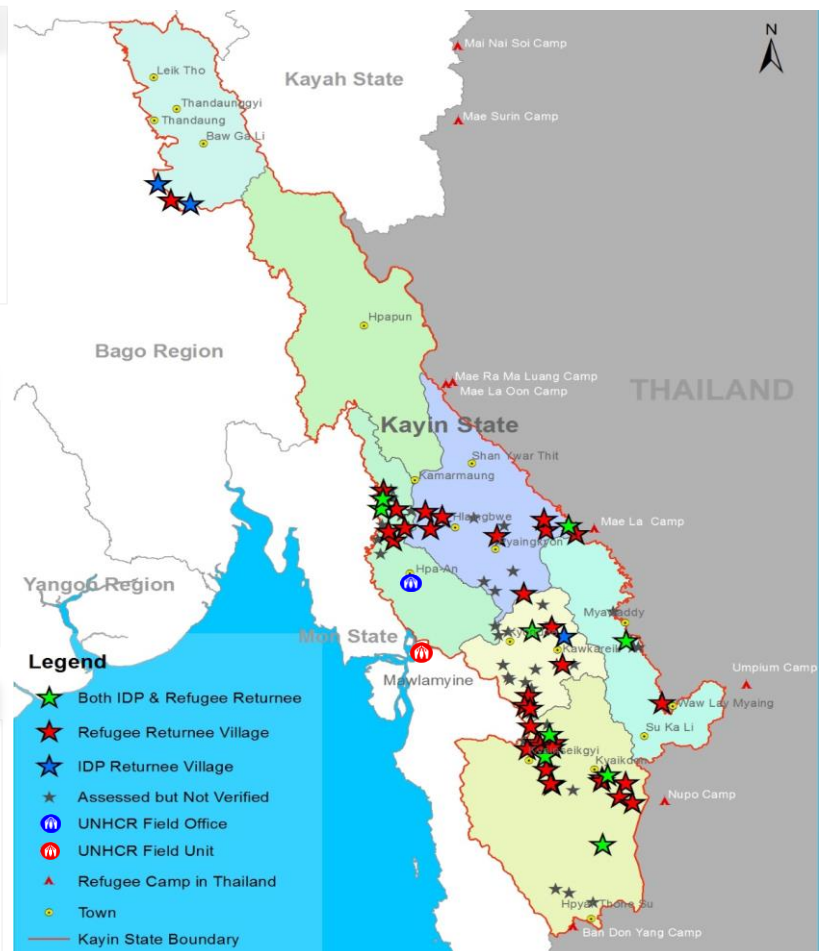 N
Mai Nai Soi Camp
Leik Tho
Kayah State
Thandaunggyi
Thandaung
Mae Surin Camp
Baw Ga Li
Hpapun
Bago Region
Mae Ra Ma Luang Camp
Mae La Oon Camp
THAILAND
Kayin State
Shan Ywar Thit
Kamarmaung
Hlaingbwe
Mae La Camp
Paingkyon
Hpa-An
Yangon Region
Myawaddy
Mon State
Kawkareik
Mawlamyine
Umpium Camp
Waw Lay Myaing
Su Ka Li
Kyaikdon
Nupo Camp
Hpyar Thone Su
Ban Don Yang Camp
Legend
Both IDP & Refugee Returnee
Refugee Returnee Village
IDP Returnee Village
Assessed but Not Verified
UNHCR Field Office
UNHCR Field Unit
Refugee Camp in Thailand
Town
Kayin State Boundary